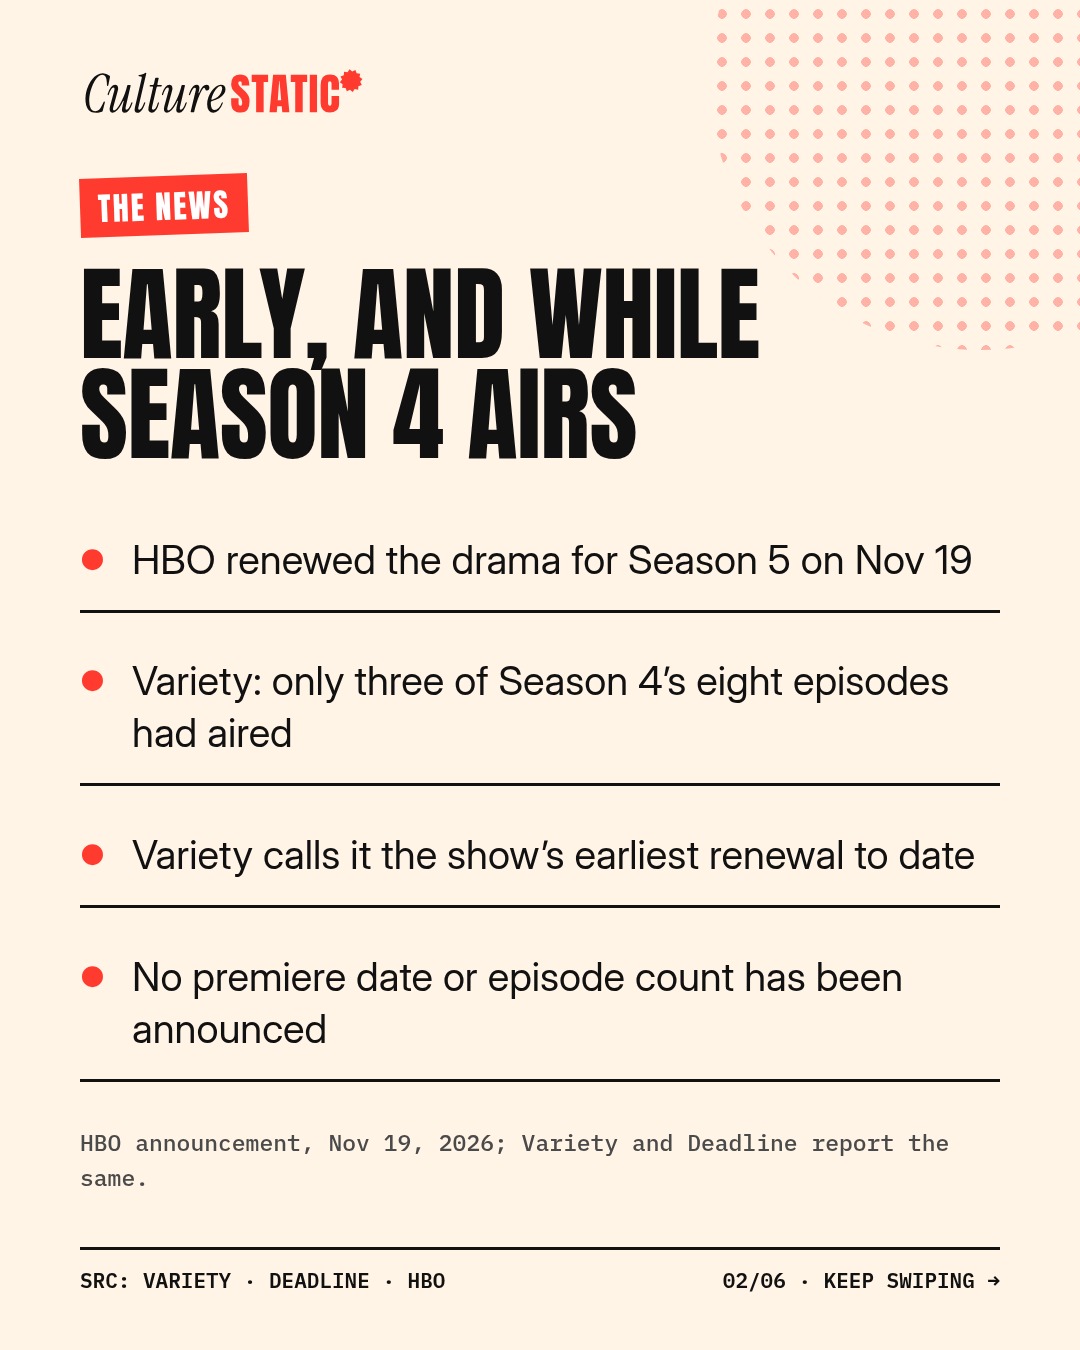 Culture STATIC
THE NEWS
EARLY, AND WHILE
SEASON 4 AIRS
HBO renewed the drama for Season 5 on Nov 19
Variety: only three of Season 4’s eight episodes
had aired
Variety calls it the show’s earliest renewal to date
No premiere date or episode count has been
announced
HBO announcement, Nov 19, 2026; Variety and Deadline report the
same.
SRC: VARIETY · DEADLINE · HBO
02/06 · KEEP SWIPING →